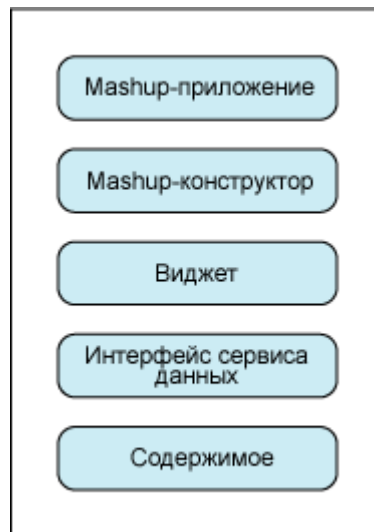 Mashup-приложение
Mashup-конструктор
Виджет
Интерфейс сервиса
данных
Содержимое